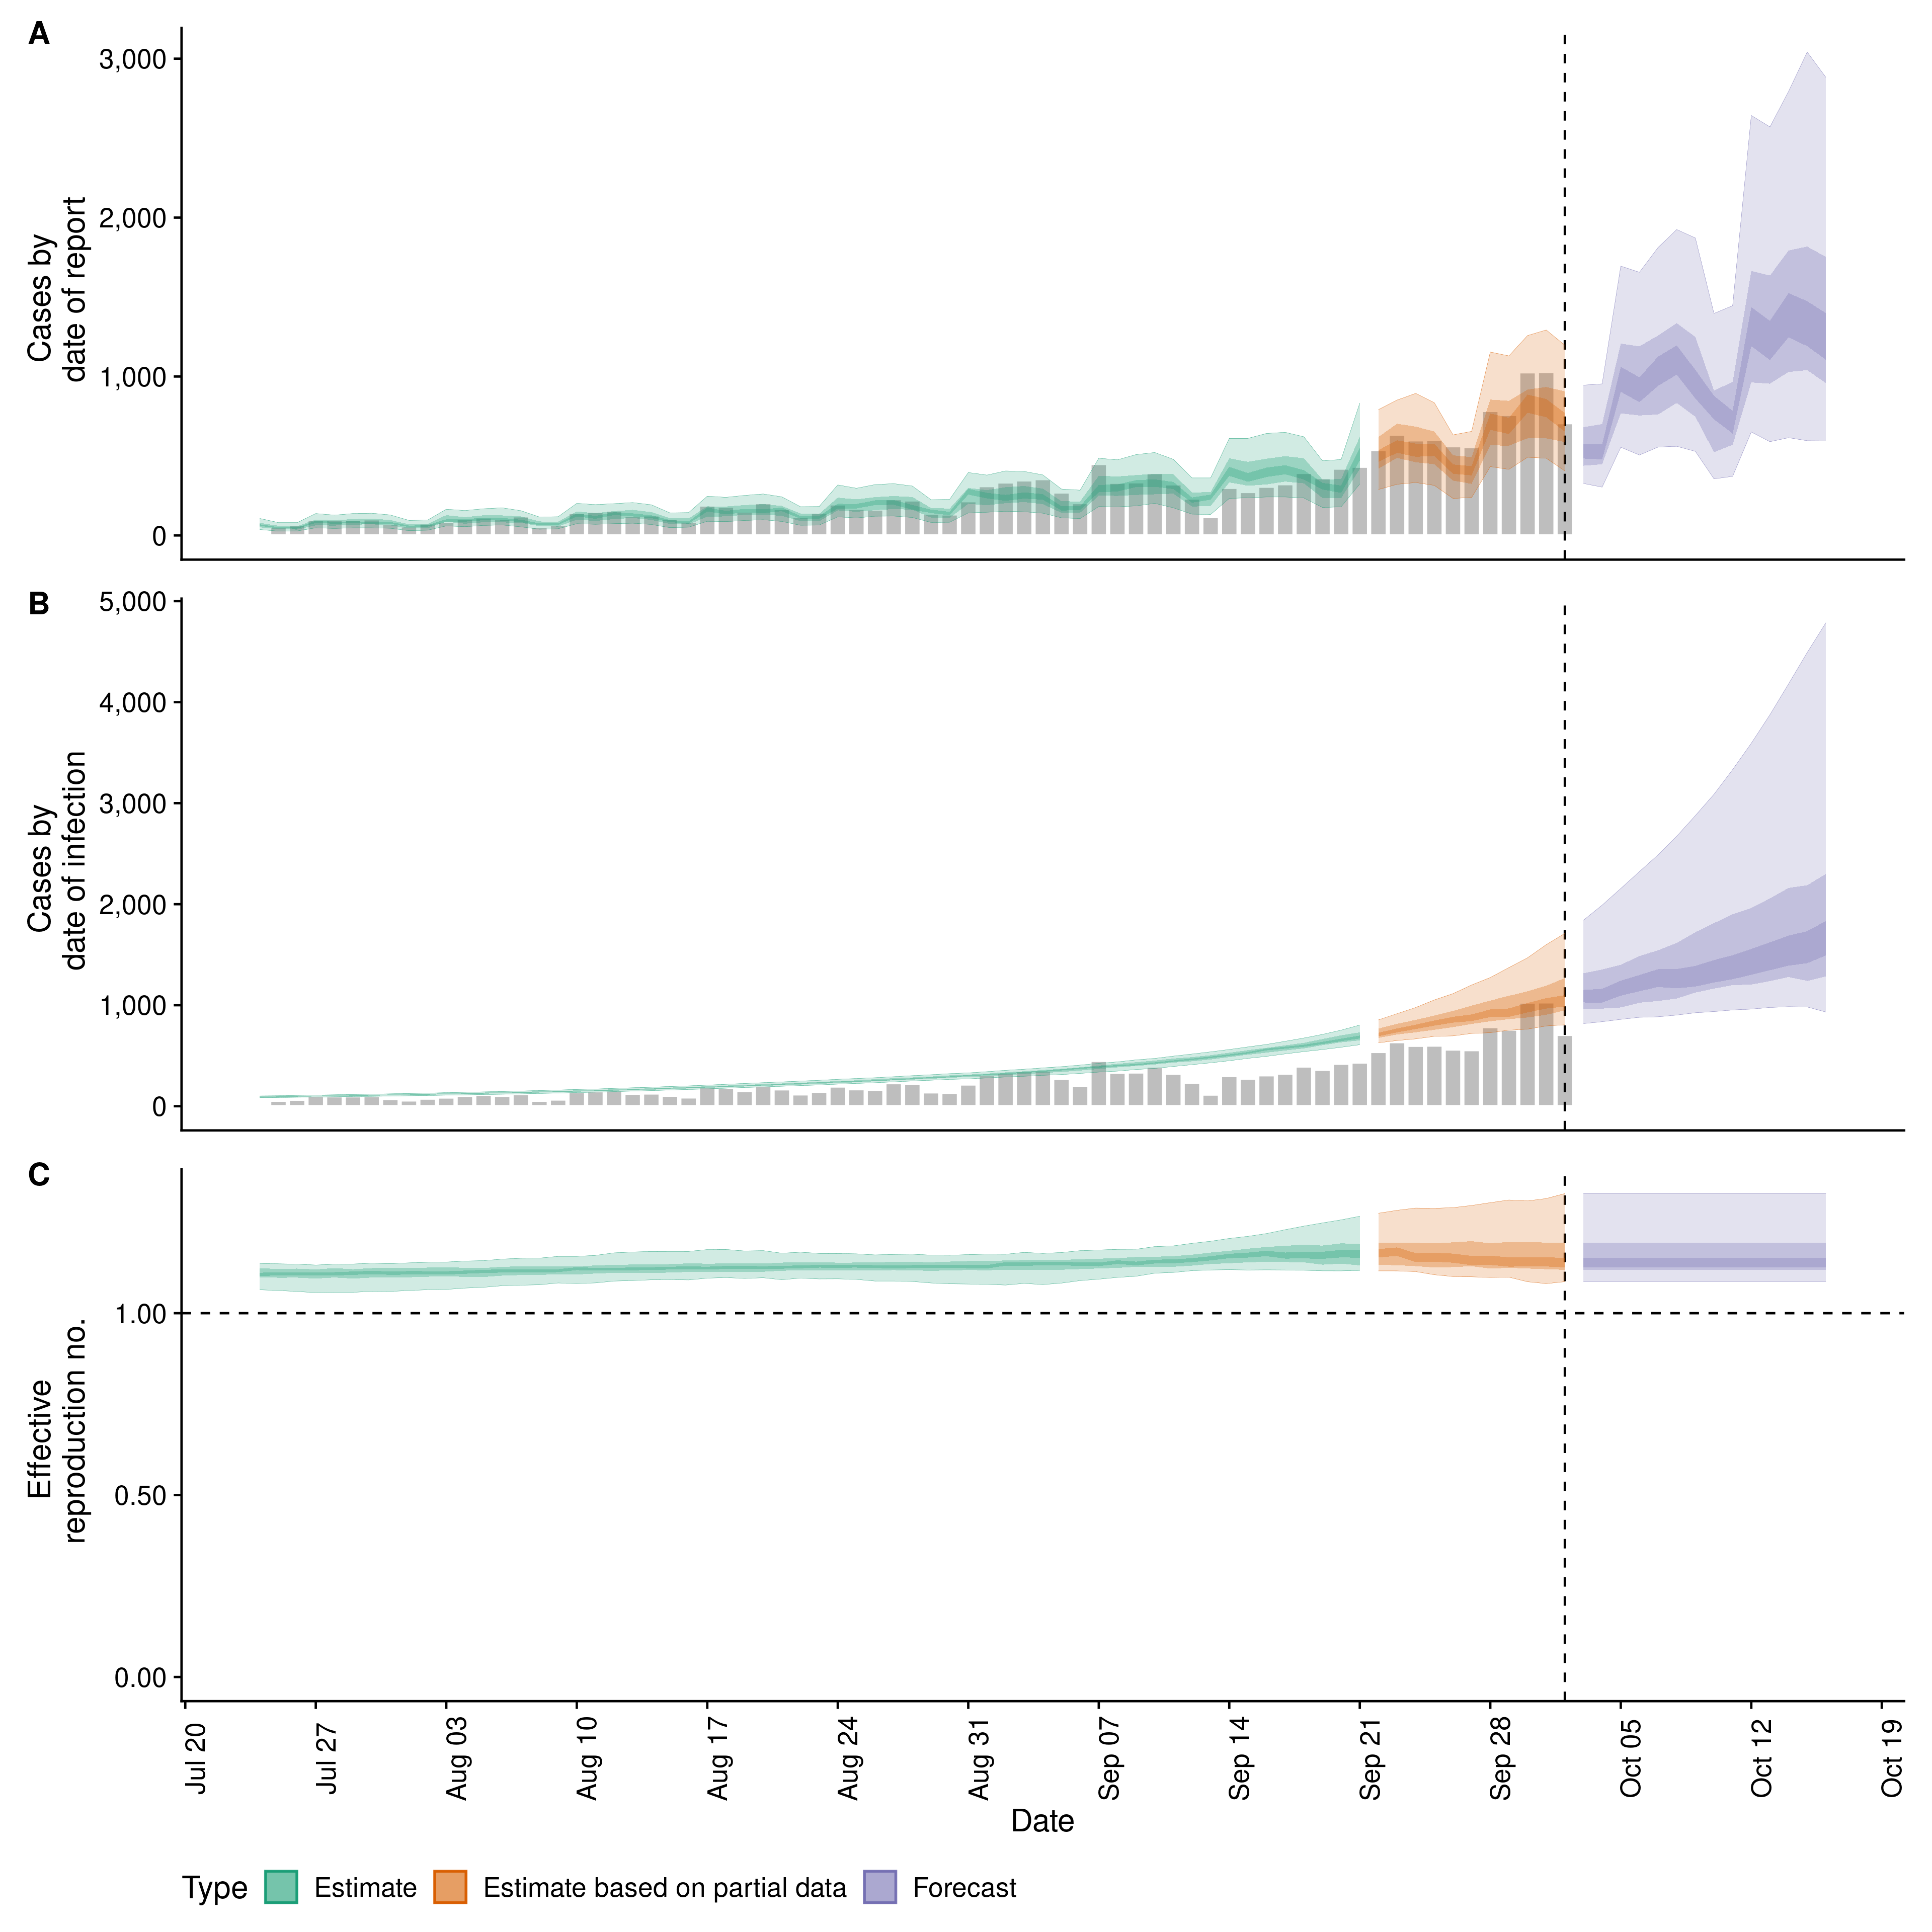 A
3,000
2,000
1,000
0
Cases by
date of report
B
5,000
4,000
3,000
2,000
1,000
0
Cases by
date of infection
C
1.00
0.50
0.00
Effective
reproduction no.
Jul 20
Jul 27
Aug 03
Aug 10
Aug 17
Aug 24
Aug 31
Sep 07
Sep 14
Sep 21
Sep 28
Oct 05
Oct 12
Oct 19
Date
Type Estimate Estimate based on partial data Forecast